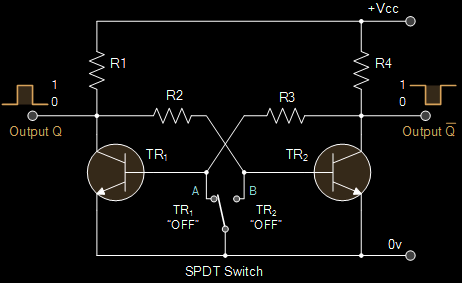 +Vcc
R1
R4
R2
R3
1
0
Output Q
1
0
Output Q̅
TR₁
TR₂
A
B
TR₁
"OFF"
TR₂
"OFF"
0v
SPDT Switch